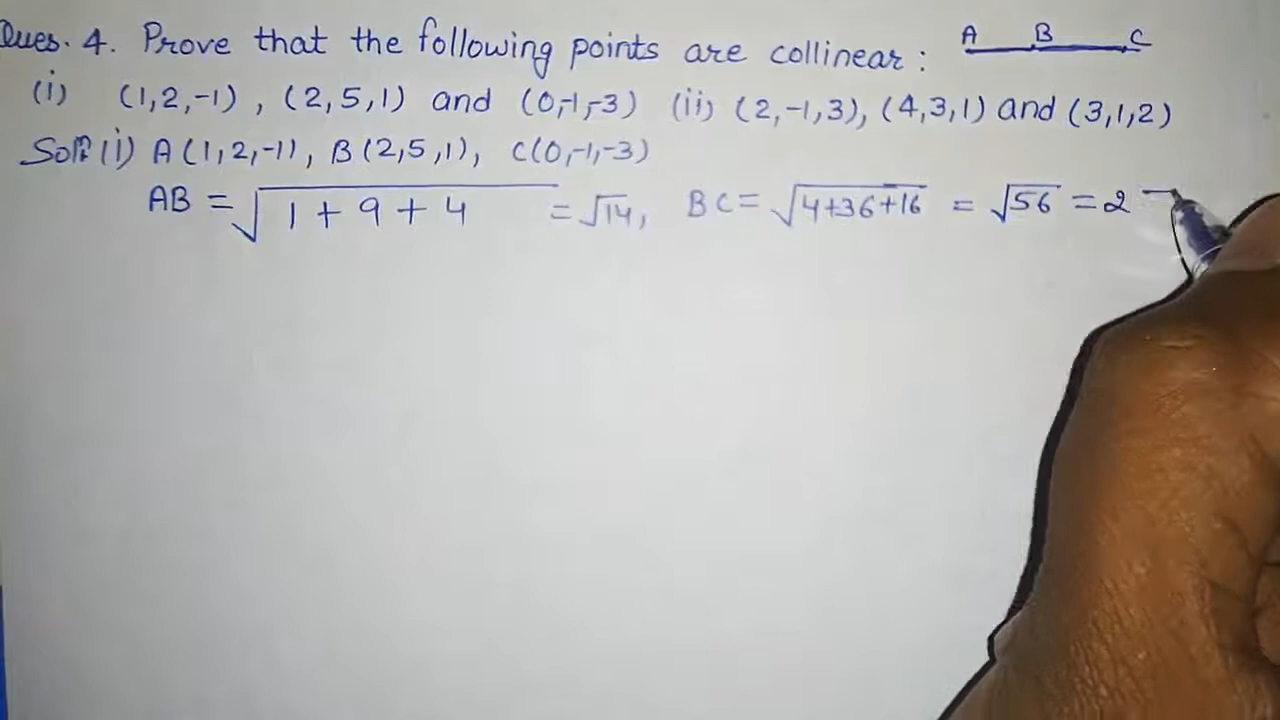 Ques. 4. Prove that the following points are collinear : A B C
(i) (1,2,-1), (2,5,1) and (0,-1,-3) (ii) (2,-1,3), (4,3,1) and (3,1,2)
Solⁿ: (i) A(1,2,-1), B(2,5,1), C(0,-1,-3)
AB = √1 + 9 + 4 = √14, BC = √4+36+16 = √56 = 2